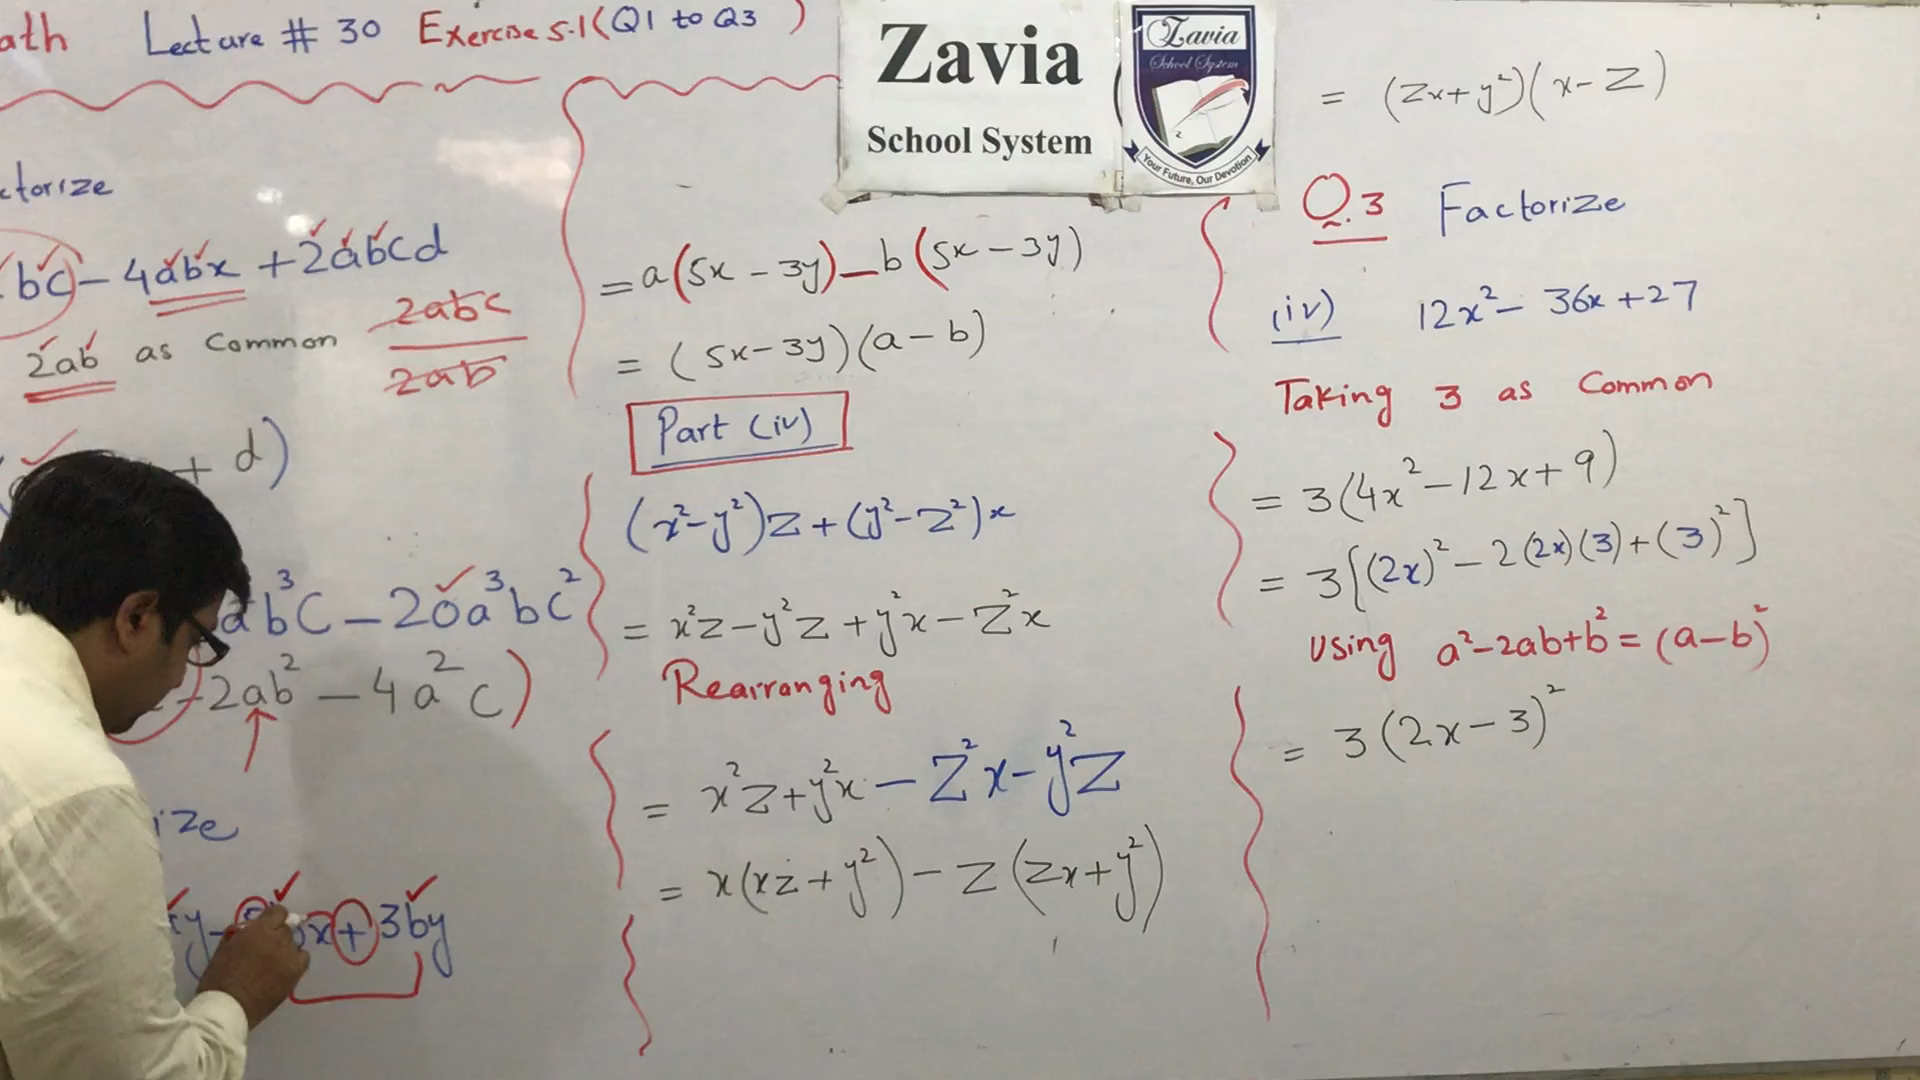 ath Lecture # 30 Exercise 5.1 (Q1 to Q3)
ctorize
bc) - 4abx + 2abcd
2ab as Common 2abc
2ab
+ d)
ab³c - 20a³bc²
-2ab² - 4a²c)
ize
y - 5bx + 3by
Zavia
School System
Zavia
School System
Your Future, Our Devotion
= a(5x - 3y) - b(5x - 3y)
= (5x - 3y)(a - b)
Part (iv)
(x² - y²)z + (y² - z²)x
= x²z - y²z + y²x - z²x
Rearranging
= x²z + y²x - z²x - y²z
= x(xz + y²) - z(zx + y²)
= (zx + y²)(x - z)
Q.3 Factorize
(iv) 12x² - 36x + 27
Taking 3 as Common
= 3(4x² - 12x + 9)
= 3[(2x)² - 2(2x)(3) + (3)²]
using a² - 2ab + b² = (a - b)²
= 3(2x - 3)²